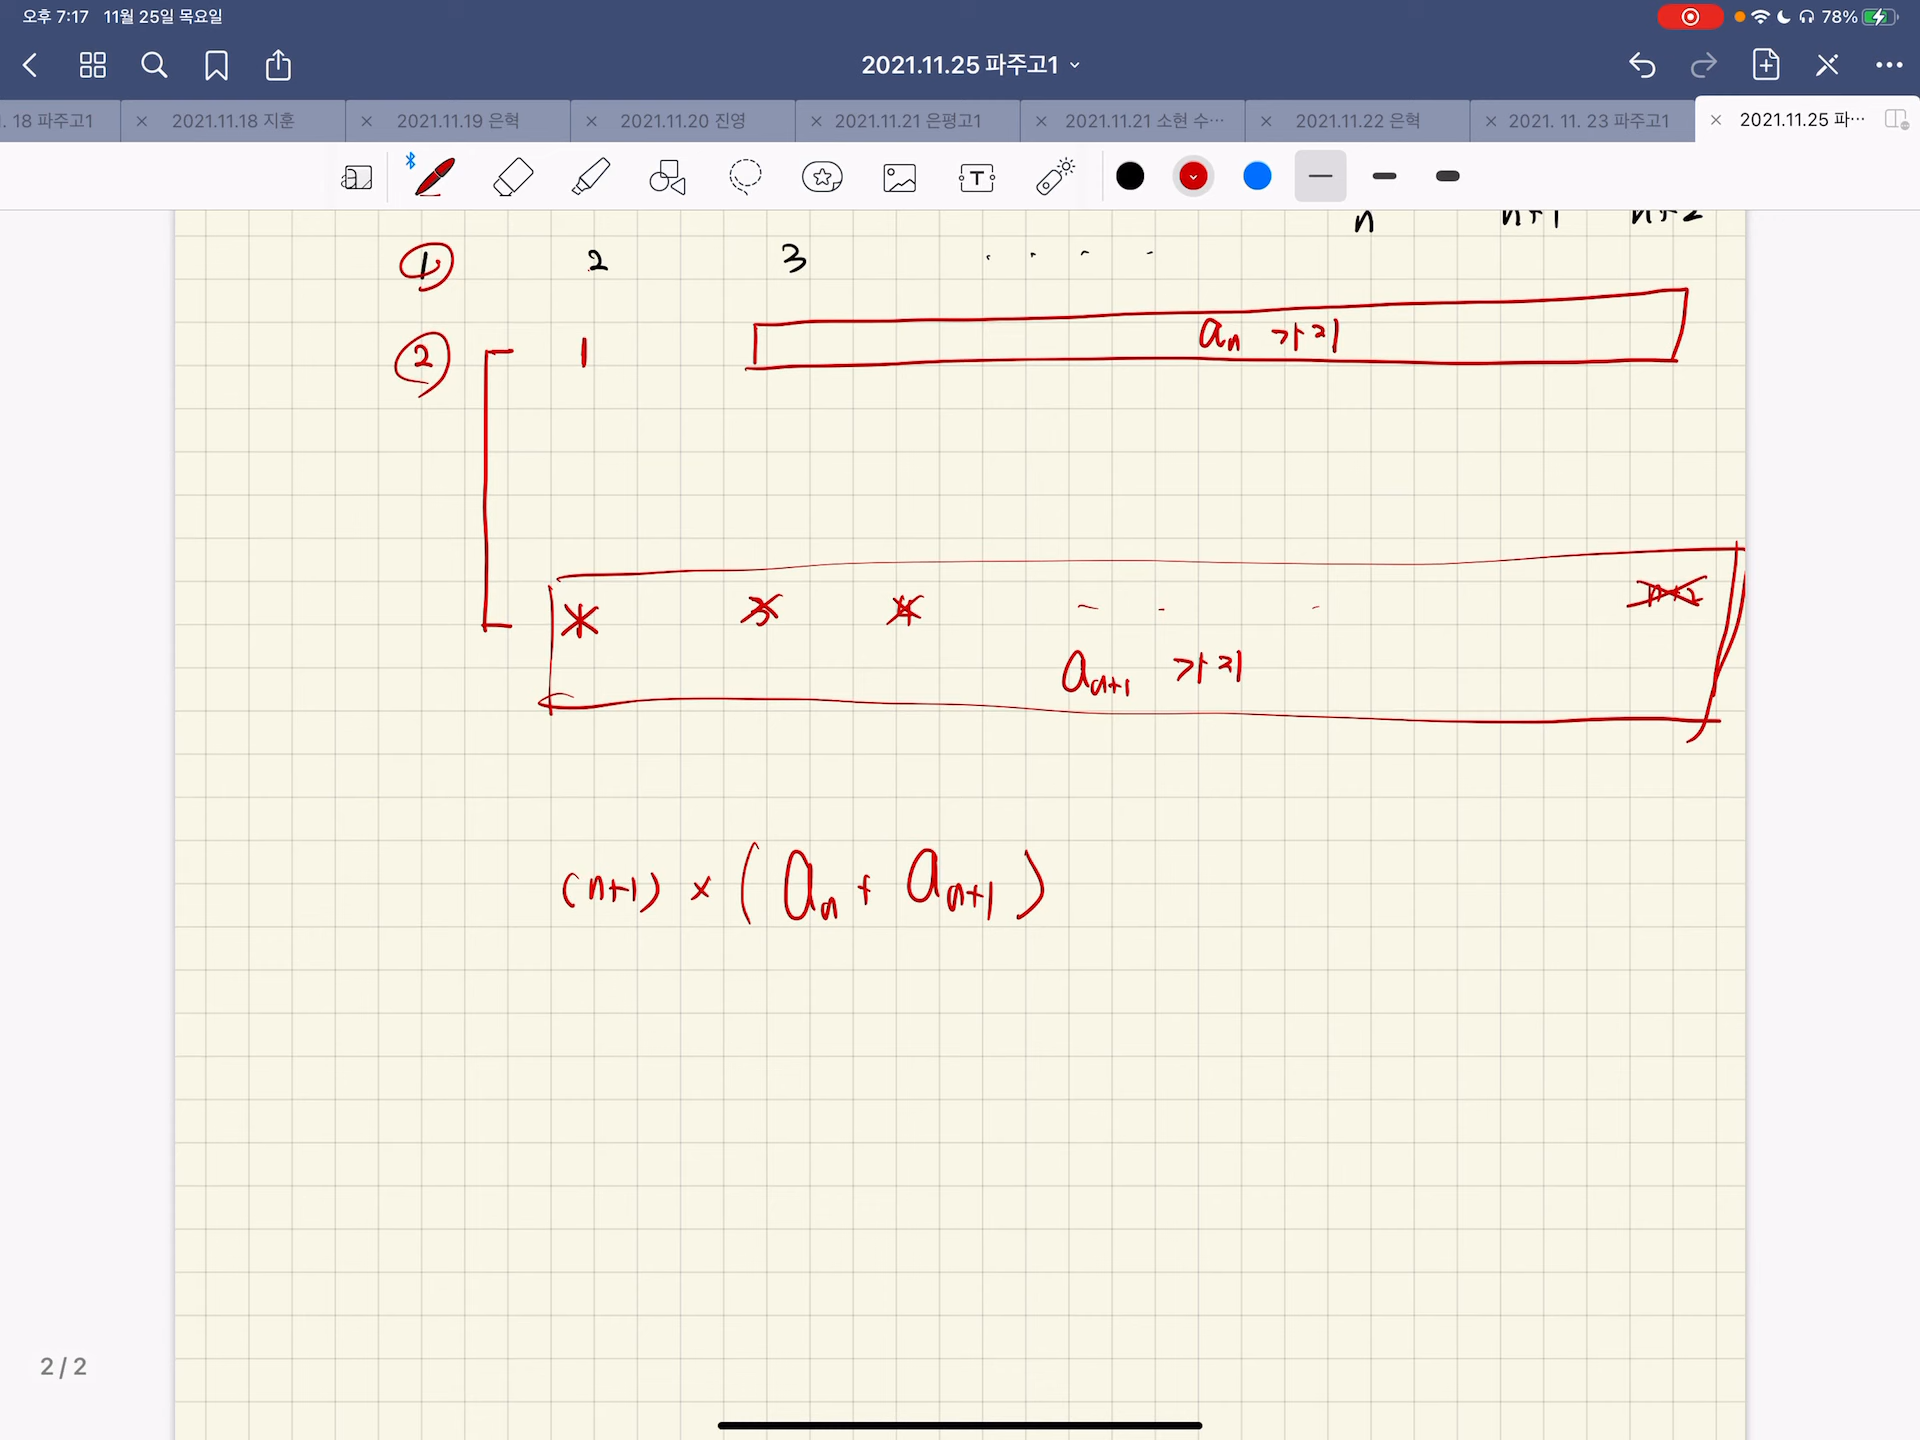 오후 7:17 11월 25일 목요일 78%
2021.11.25 파주고1
. 18 파주고1 2021.11.18 지훈 2021.11.19 은혁 2021.11.20 진영 2021.11.21 은평고1 2021.11.21 소현 수… 2021.11.22 은혁 2021. 11. 23 파주고1 2021.11.25 파…
n n+1 n+2
① 2 3 . . . .
② 1 aₙ 가지
aₙ₊₁ 가지
(n+1) × (aₙ + aₙ₊₁)
2 / 2